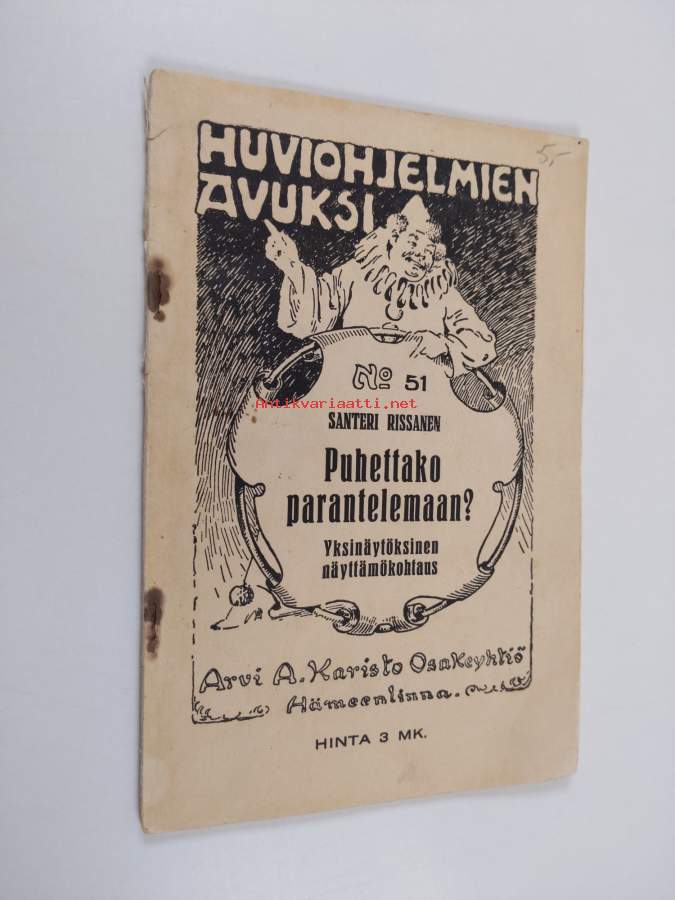 5,-
HUVIOHJELMIEN
AVUKSI
No 51
Antikvariaatti.net
SANTERI RISSANEN
Puhettako
parantelemaan?
Yksinäytöksinen
näyttämökohtaus
Arvi A. Karisto Osakeyhtiö
Hämeenlinna.
HINTA 3 MK.